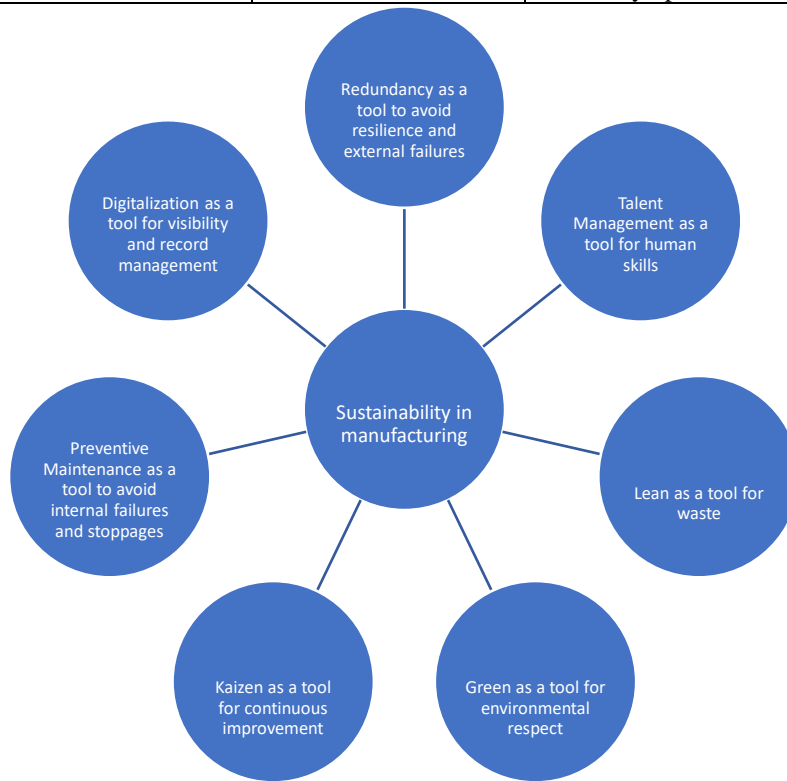 Redundancy as a
tool to avoid
resilience and
external failures
Talent
Management as a
tool for human
skills
Lean as a tool for
waste
Green as a tool for
environmental
respect
Kaizen as a tool
for continuous
improvement
Preventive
Maintenance as a
tool to avoid
internal failures
and stoppages
Digitalization as a
tool for visibility
and record
management
Sustainability in
manufacturing